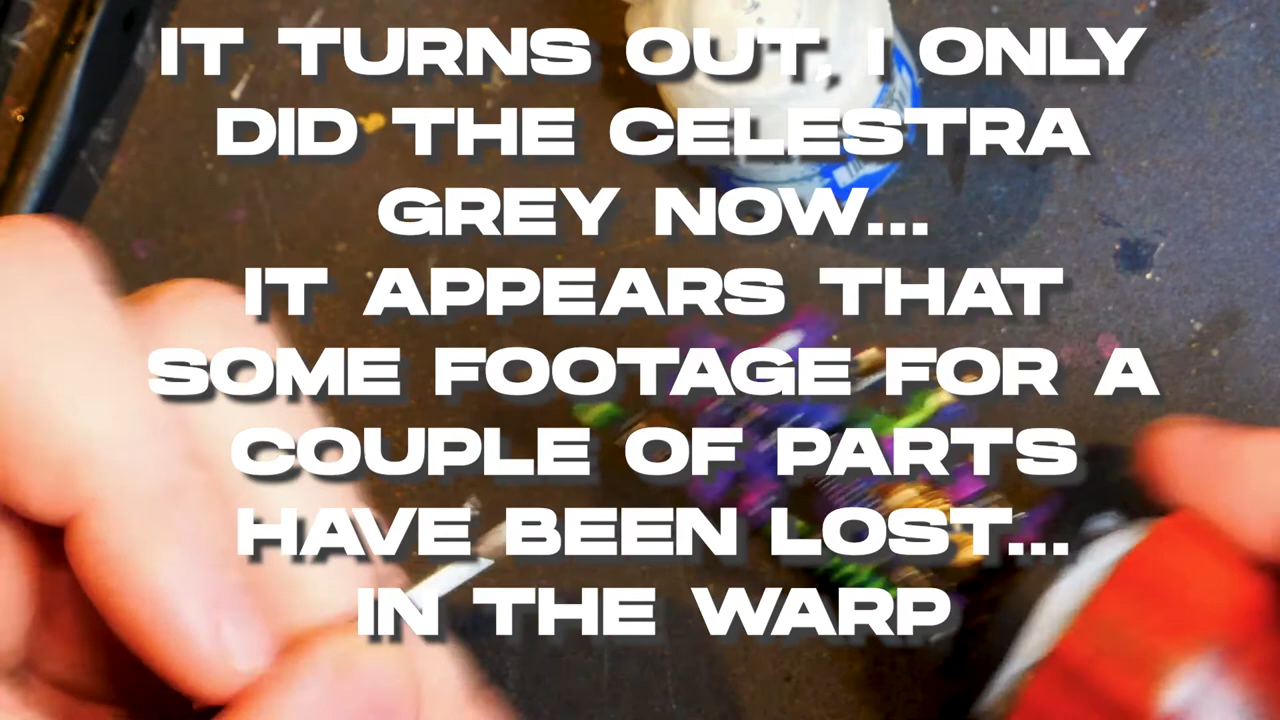 IT TURNS OUT, I ONLY
DID THE CELESTRA
GREY NOW...
IT APPEARS THAT
SOME FOOTAGE FOR A
COUPLE OF PARTS
HAVE BEEN LOST...
IN THE WARP